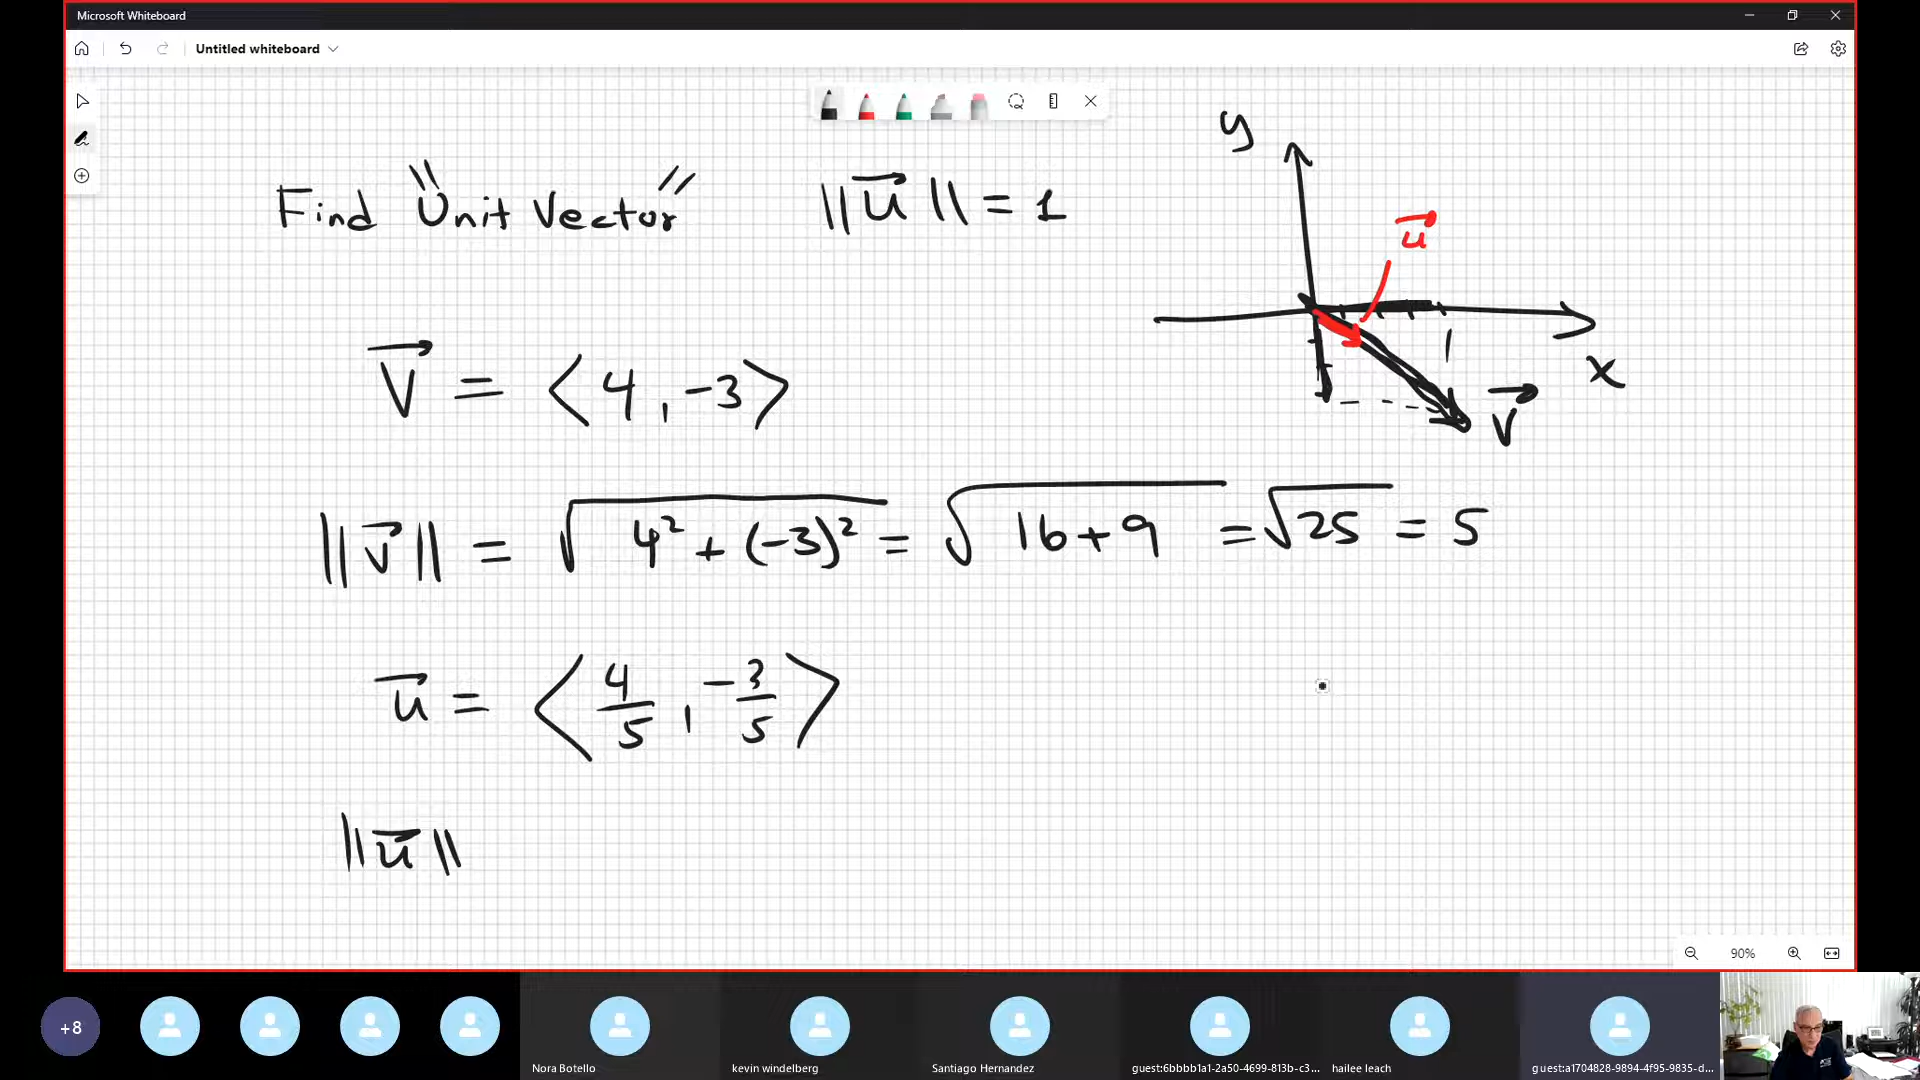 Microsoft Whiteboard
Untitled whiteboard
y
Find "Unit Vector" ||u⃗|| = 1
u⃗
x
V⃗ = ⟨4, -3⟩
v⃗
||v⃗|| = √(4² + (-3)²) = √(16+9) = √25 = 5
u⃗ = ⟨4/5, -3/5⟩
||u⃗||
90%
+8
Nora Botello
kevin windelberg
Santiago Hernandez
guest:6bbbb1a1-2a50-4699-813b-c3...
hailee leach
guest:a1704828-9894-4f95-9835-d...